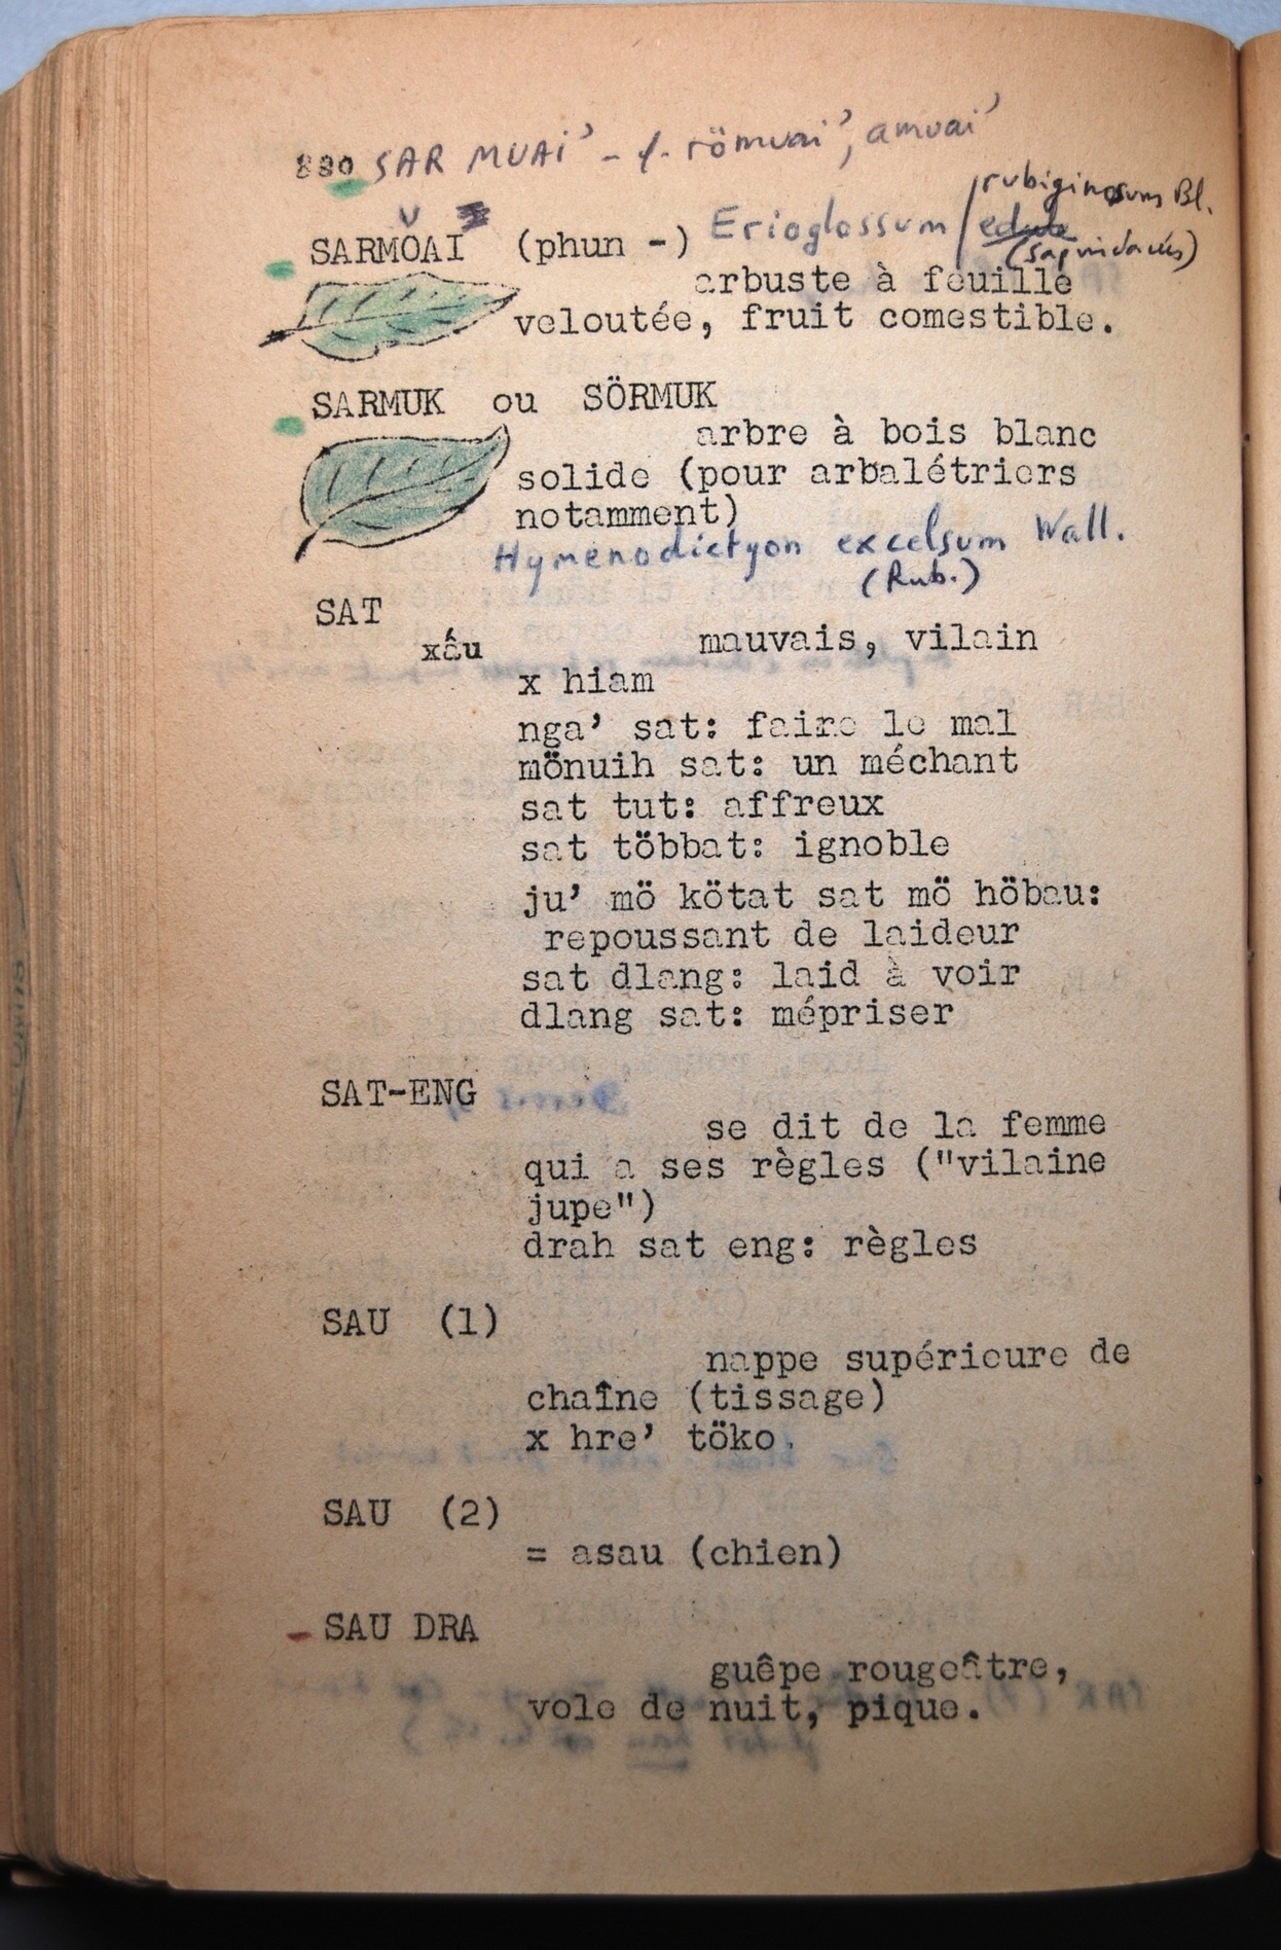 880 SAR MUAI' - f. römuai', amuai'
SARMŎAI (phun -) Erioglossum edule
rubiginosum Bl.
(Sapindacées)
arbuste à feuille
veloutée, fruit comestible.
SARMUK ou SÖRMUK
arbre à bois blanc
solide (pour arbalétriers
notamment)
Hymenodictyon excelsum Wall.
(Rub.)
SAT
xấu mauvais, vilain
x hiam
nga' sat: faire le mal
mönuih sat: un méchant
sat tut: affreux
sat többat: ignoble
ju' mö kötat sat mö höbau:
repoussant de laideur
sat dlang: laid à voir
dlang sat: mépriser
SAT-ENG
se dit de la femme
qui a ses règles ("vilaine
jupe")
drah sat eng: règles
SAU (1)
nappe supérieure de
chaîne (tissage)
x hre' töko.
SAU (2)
= asau (chien)
- SAU DRA
guêpe rougeâtre,
vole de nuit, pique.